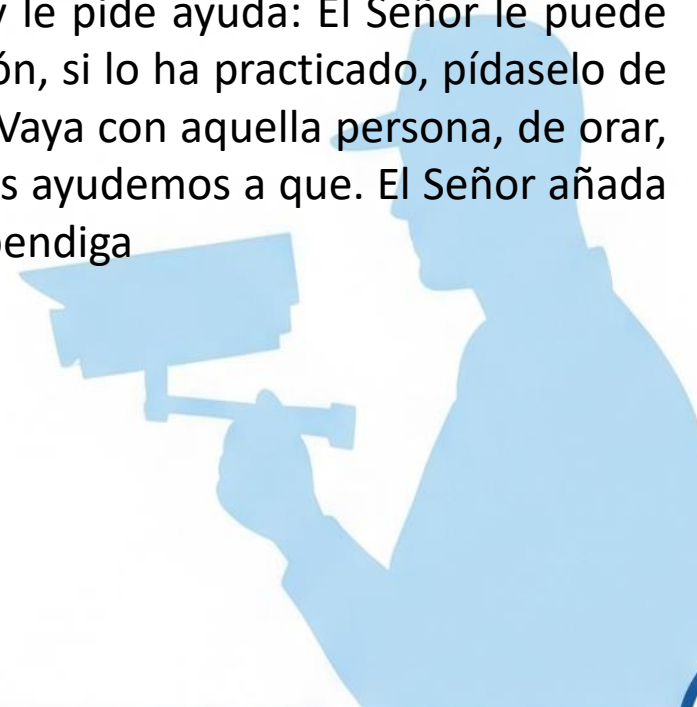 le pide ayuda: El Señor le puede
ón, si lo ha practicado, pídaselo de
Vaya con aquella persona, de orar,
s ayudemos a que. El Señor añada
bendiga